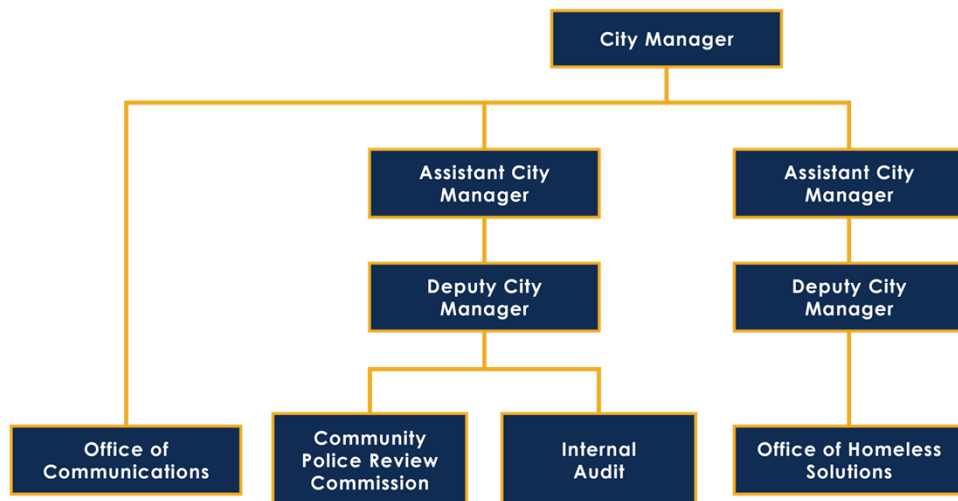 City Manager
Assistant City
Manager
Assistant City
Manager
Deputy City
Manager
Deputy City
Manager
Office of
Communications
Community
Police Review
Commission
Internal
Audit
Office of Homeless
Solutions